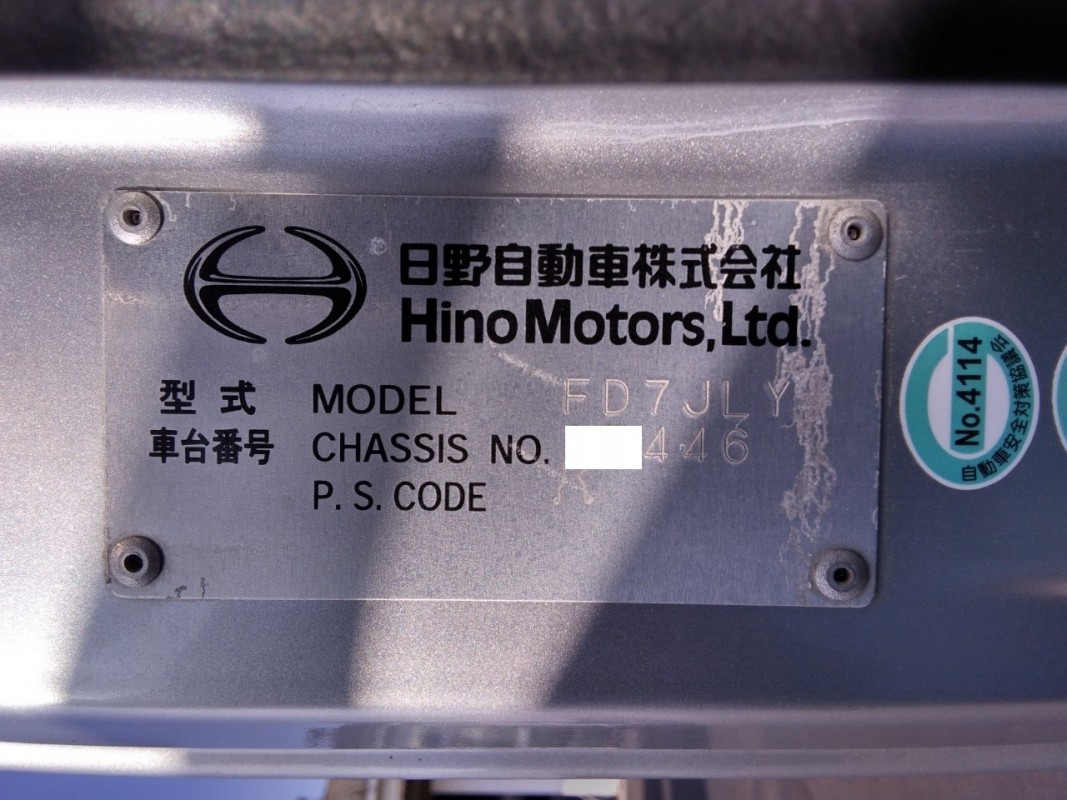 日野自動車株式会社
Hino Motors, Ltd.
型式 MODEL FD7JLY
車台番号 CHASSIS NO. 446
P. S. CODE
No.4114
自動車安全対策協議会